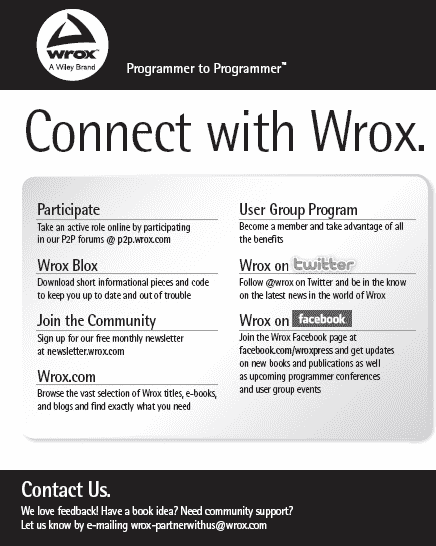 wrox™
A Wiley Brand
Programmer to Programmer™
Connect with Wrox.
Participate
Take an active role online by participating
in our P2P forums @ p2p.wrox.com
Wrox Blox
Download short informational pieces and code
to keep you up to date and out of trouble
Join the Community
Sign up for our free monthly newsletter
at newsletter.wrox.com
Wrox.com
Browse the vast selection of Wrox titles, e-books,
and blogs and find exactly what you need
User Group Program
Become a member and take advantage of all
the benefits
Wrox on twitter
Follow @wrox on Twitter and be in the know
on the latest news in the world of Wrox
Wrox on facebook
Join the Wrox Facebook page at
facebook.com/wroxpress and get updates
on new books and publications as well
as upcoming programmer conferences
and user group events
Contact Us.
We love feedback! Have a book idea? Need community support?
Let us know by e-mailing wrox-partnerwithus@wrox.com